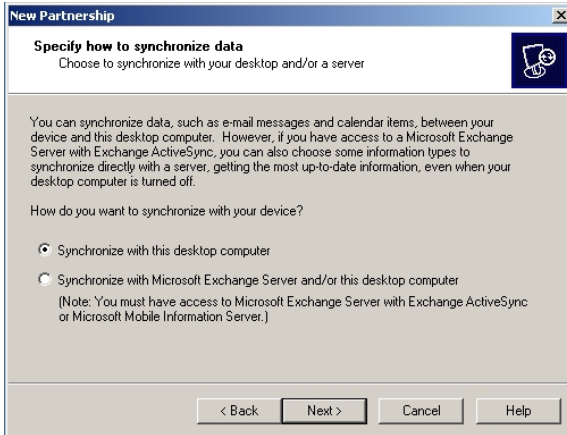 New Partnership
Specify how to synchronize data
Choose to synchronize with your desktop and/or a server
You can synchronize data, such as e-mail messages and calendar items, between your
device and this desktop computer. However, if you have access to a Microsoft Exchange
Server with Exchange ActiveSync, you can also choose some information types to
synchronize directly with a server, getting the most up-to-date information, even when your
desktop computer is turned off.
How do you want to synchronize with your device?
Synchronize with this desktop computer
Synchronize with Microsoft Exchange Server and/or this desktop computer
(Note: You must have access to Microsoft Exchange Server with Exchange ActiveSync
or Microsoft Mobile Information Server.)
< Back Next > Cancel Help